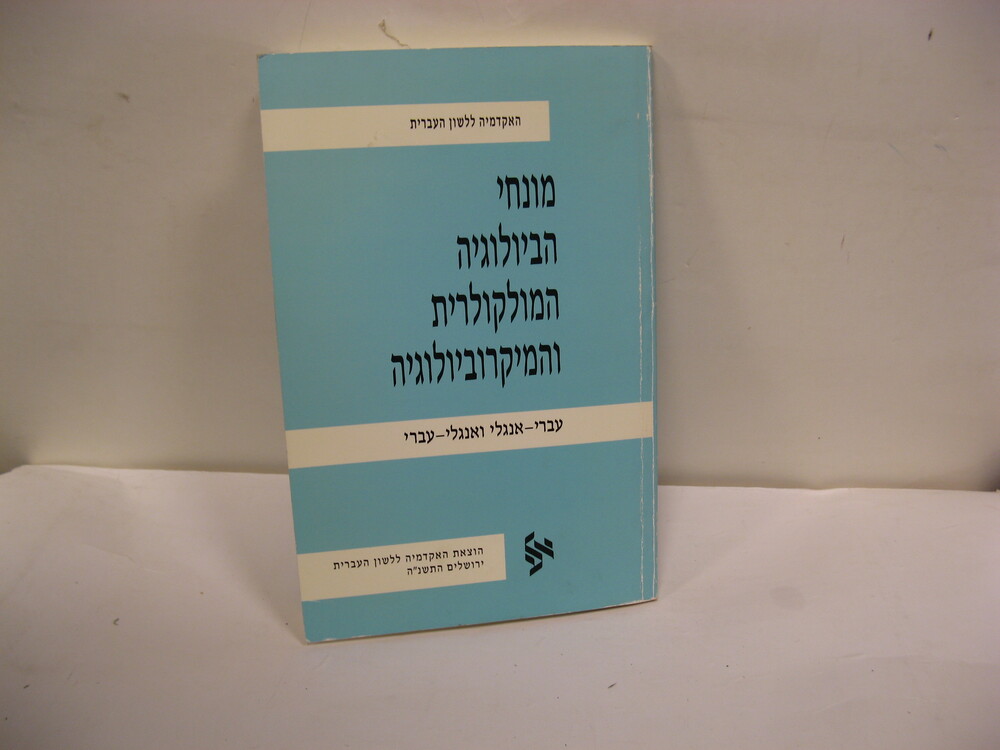 האקדמיה ללשון העברית
מונחי
הביולוגיה
המולקולרית
והמיקרוביולוגיה
עברי–אנגלי ואנגלי–עברי
הוצאת האקדמיה ללשון העברית
ירושלים התשנ"ה